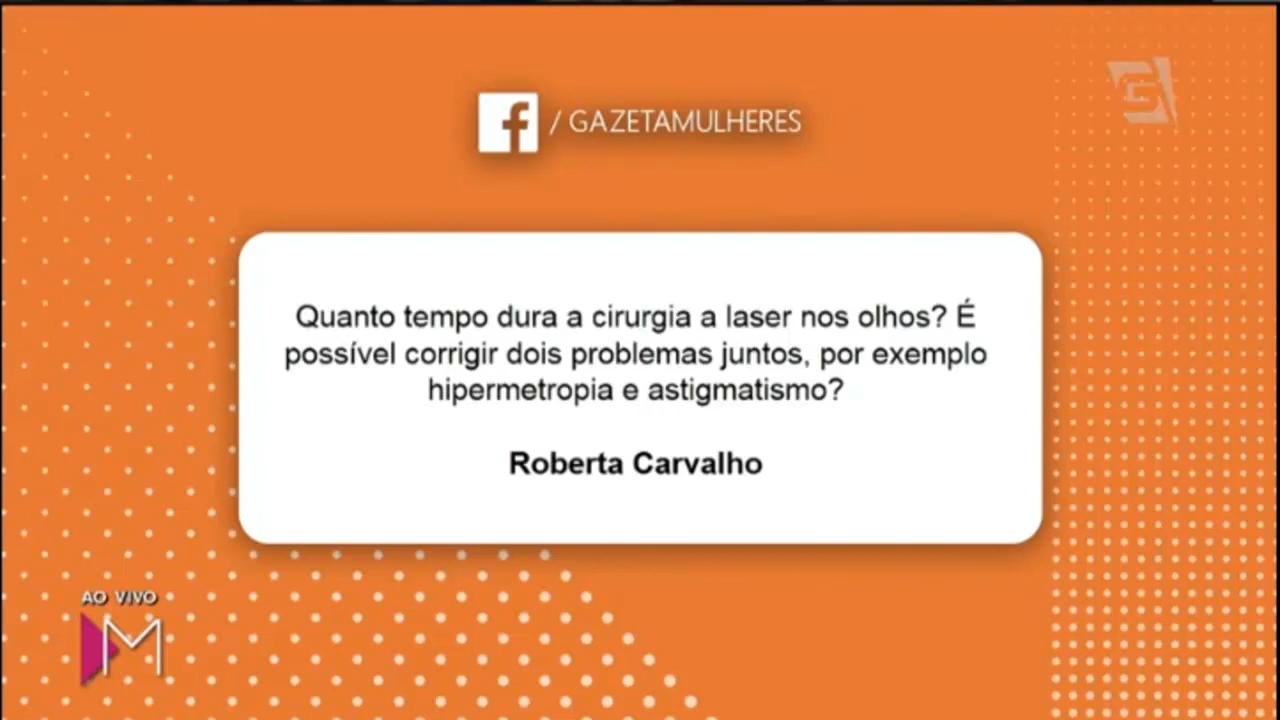 / GAZETAMULHERES
Quanto tempo dura a cirurgia a laser nos olhos? É
possível corrigir dois problemas juntos, por exemplo
hipermetropia e astigmatismo?
Roberta Carvalho
AO VIVO
M